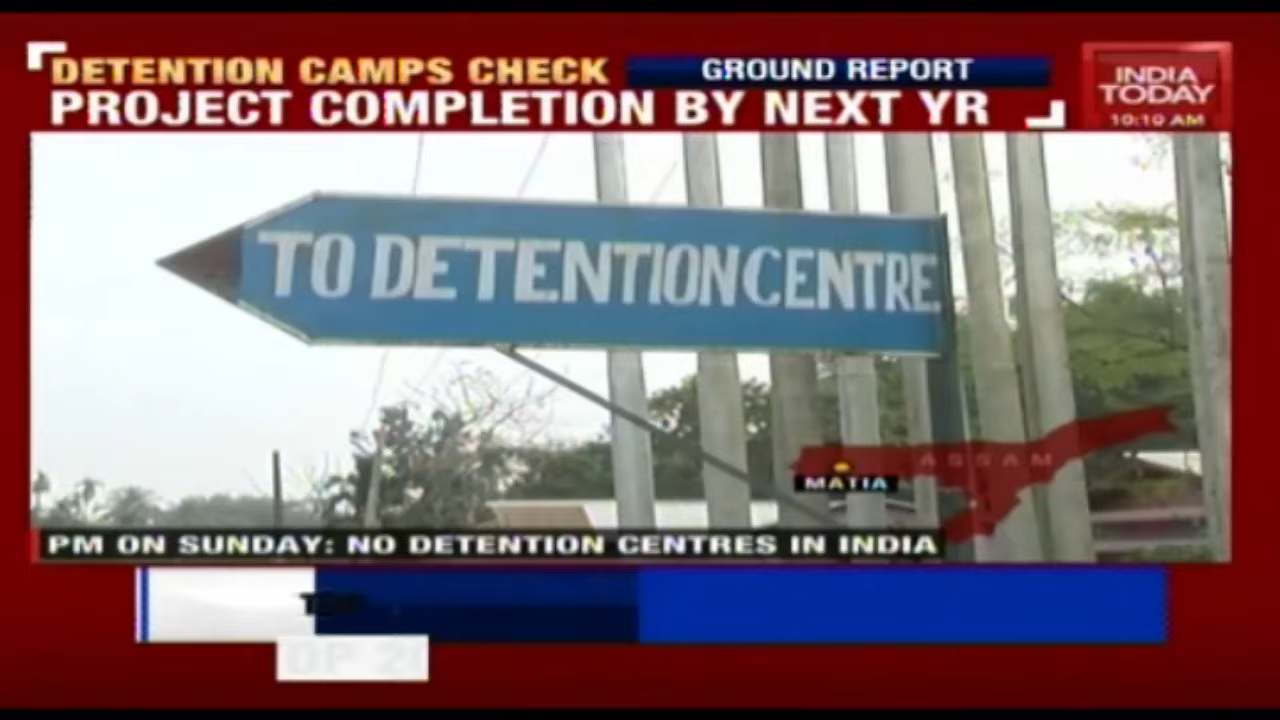 DETENTION CAMPS CHECK
GROUND REPORT
PROJECT COMPLETION BY NEXT YR
INDIA
TODAY
10:10 AM
TO DETENTION CENTRE
ASSAM
MATIA
PM ON SUNDAY: NO DETENTION CENTRES IN INDIA